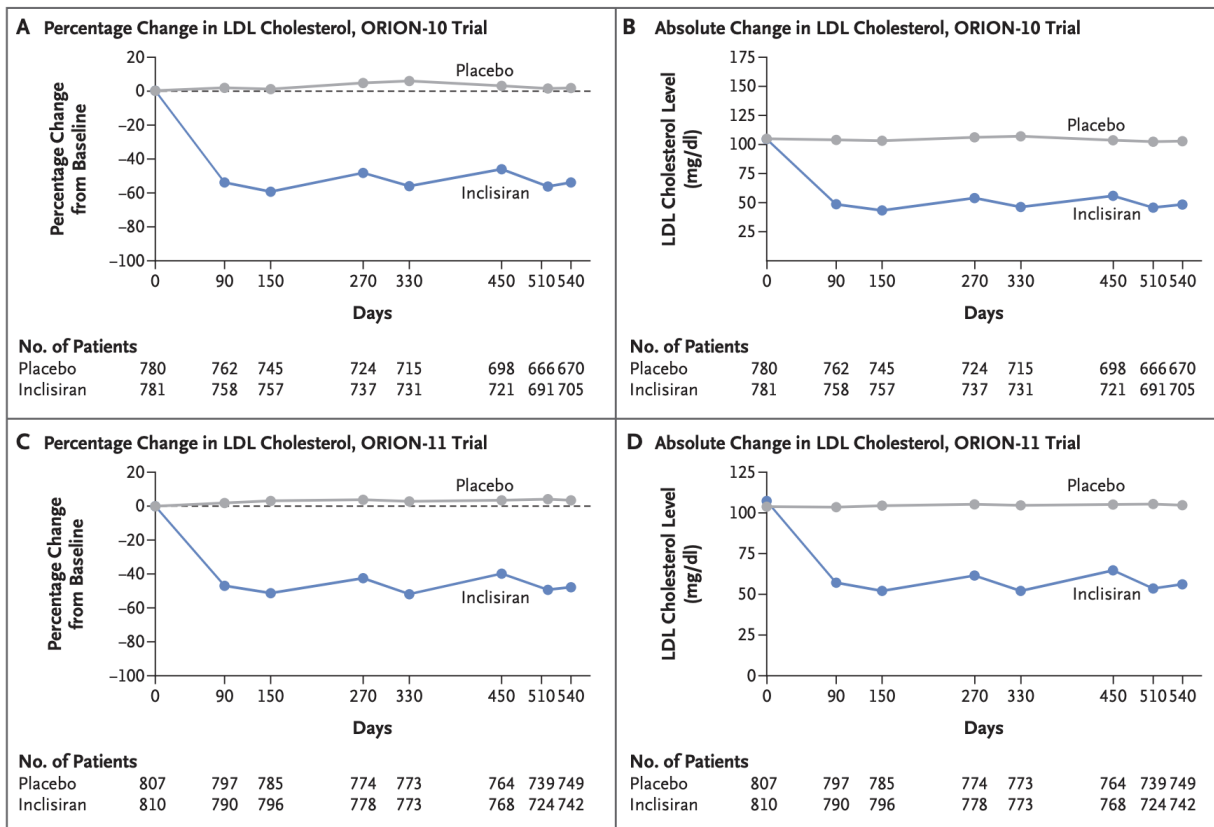 A Percentage Change in LDL Cholesterol, ORION-10 Trial
Percentage Change
from Baseline
20
0
−20
−40
−60
−80
−100
Placebo
Inclisiran
0 90 150 270 330 450 510 540
Days
No. of Patients
Placebo 780 762 745 724 715 698 666 670
Inclisiran 781 758 757 737 731 721 691 705
B Absolute Change in LDL Cholesterol, ORION-10 Trial
LDL Cholesterol Level
(mg/dl)
175
150
125
100
75
50
25
Placebo
Inclisiran
0 90 150 270 330 450 510 540
Days
No. of Patients
Placebo 780 762 745 724 715 698 666 670
Inclisiran 781 758 757 737 731 721 691 705
C Percentage Change in LDL Cholesterol, ORION-11 Trial
Percentage Change
from Baseline
20
0
−20
−40
−60
−80
−100
Placebo
Inclisiran
0 90 150 270 330 450 510 540
Days
No. of Patients
Placebo 807 797 785 774 773 764 739 749
Inclisiran 810 790 796 778 773 768 724 742
D Absolute Change in LDL Cholesterol, ORION-11 Trial
LDL Cholesterol Level
(mg/dl)
125
100
75
50
25
0
Placebo
Inclisiran
0 90 150 270 330 450 510 540
Days
No. of Patients
Placebo 807 797 785 774 773 764 739 749
Inclisiran 810 790 796 778 773 768 724 742